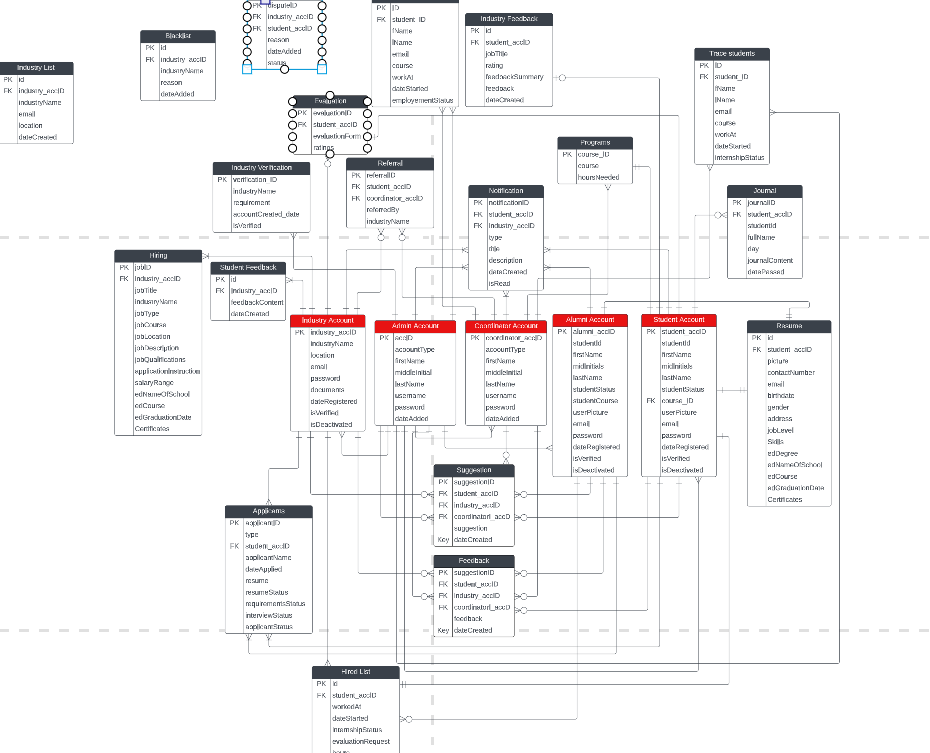 Industry List
PK id
FK industry_accID
industryName
email
location
dateCreated
Blacklist
PK id
FK industry_accID
industryName
reason
dateAdded
PK disputeID
FK industry_accID
FK student_accID
reason
dateAdded
status
PK ID
FK student_ID
fName
lName
email
course
workAt
dateStarted
employementStatus
Industry Feedback
PK id
FK student_accID
jobTitle
rating
feedbackSummary
feedback
dateCreated
Trace students
PK ID
FK student_ID
fName
lName
email
course
workAt
dateStarted
internshipStatus
Evaluation
PK evaluationID
FK student_accID
FK evaluationForm
ratings
Programs
PK course_ID
course
hoursNeeded
Industry Verification
PK verification_ID
industryName
requirement
accountCreated_date
isVerified
Referral
PK referralID
FK student_accID
FK coordinator_accID
referredBy
industryName
Notification
PK notificationID
FK student_accID
FK industry_accID
type
title
description
dateCreated
isRead
Journal
PK journalID
FK student_accID
studentId
fullName
day
journalContent
datePassed
Hiring
PK jobID
FK industry_accID
jobTitle
industryName
jobType
jobCourse
jobLocation
jobDescription
jobQualifications
applicationInstruction
salaryRange
edNameOfSchool
edCourse
edGraduationDate
Certificates
Student Feedback
PK id
FK industry_accID
feedbackContent
dateCreated
Industry Account
PK industry_accID
industryName
location
email
password
documents
dateRegistered
isVerified
isDeactivated
Admin Account
PK accID
accountType
firstName
middleInitial
lastName
username
password
dateAdded
Coordinator Account
PK coordinator_accID
accountType
firstName
middleInitial
lastName
username
password
dateAdded
Alumni Account
PK alumni_accID
studentId
firstName
midInitials
lastName
studentStatus
studentCourse
userPicture
email
password
dateRegistered
isVerified
isDeactivated
Student Account
PK student_accID
studentId
firstName
midInitials
lastName
studentStatus
FK course_ID
userPicture
email
password
dateRegistered
isVerified
isDeactivated
Resume
PK id
FK student_accID
picture
contactNumber
email
birthdate
gender
address
jobLevel
Skills
edDegree
edNameOfSchool
edCourse
edGraduationDate
Certificates
Suggestion
PK suggestionID
FK student_accID
FK industry_accID
FK coordinatorI_accD
suggestion
Key dateCreated
Applicants
PK applicantID
type
FK student_accID
applicantName
dateApplied
resume
resumeStatus
requirementsStatus
interviewStatus
applicantStatus
Feedback
PK suggestionID
FK student_accID
FK industry_accID
FK coordinatorI_accD
feedback
Key dateCreated
Hired List
PK id
FK student_accID
workedAt
dateStarted
internshipStatus
evaluationRequest
hours